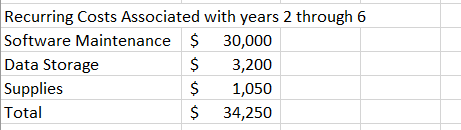 Recurring Costs Associated with years 2 through 6
Software Maintenance $ 30,000
Data Storage $ 3,200
Supplies $ 1,050
Total $ 34,250